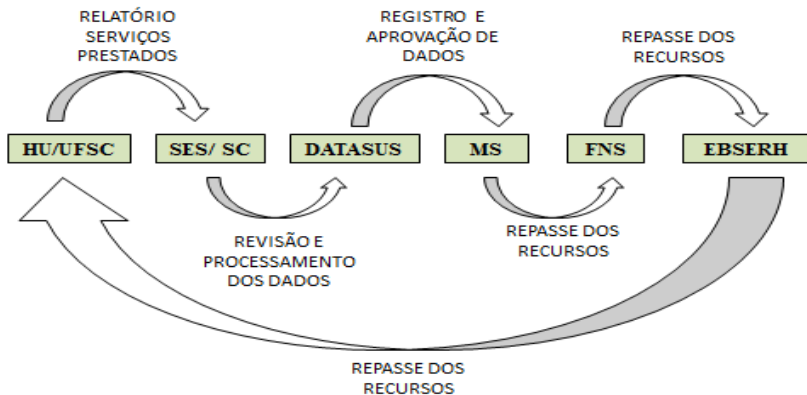 RELATÓRIO
SERVIÇOS
PRESTADOS
REGISTRO E
APROVAÇÃO DE
DADOS
REPASSE DOS
RECURSOS
HU/UFSC
SES/ SC
DATASUS
MS
FNS
EBSERH
REVISÃO E
PROCESSAMENTO
DOS DADOS
REPASSE DOS
RECURSOS
REPASSE DOS
RECURSOS